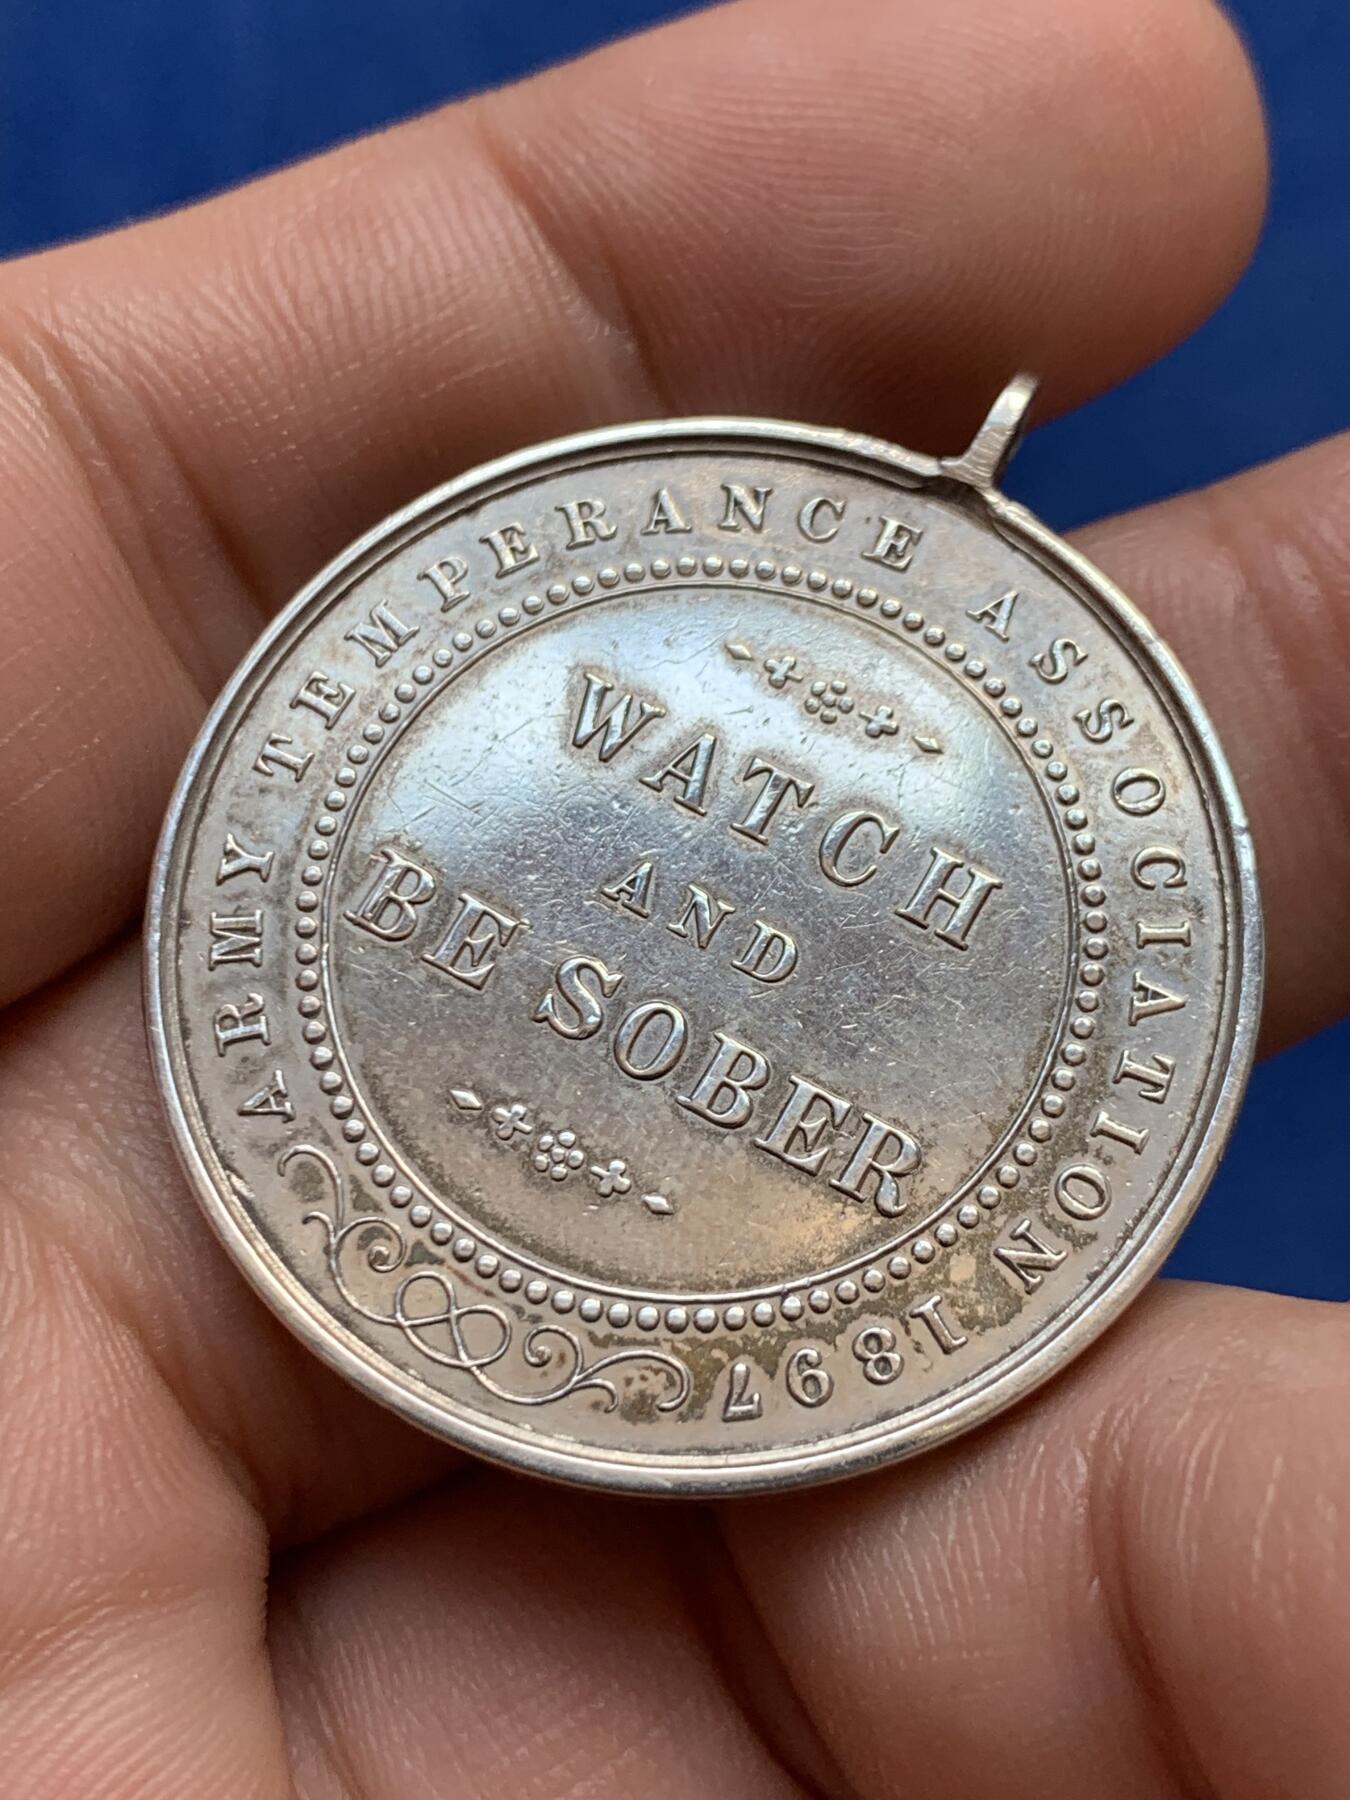 ARMY TEMPERANCE ASSOCIATION 1897
WATCH
AND
BE SOBER